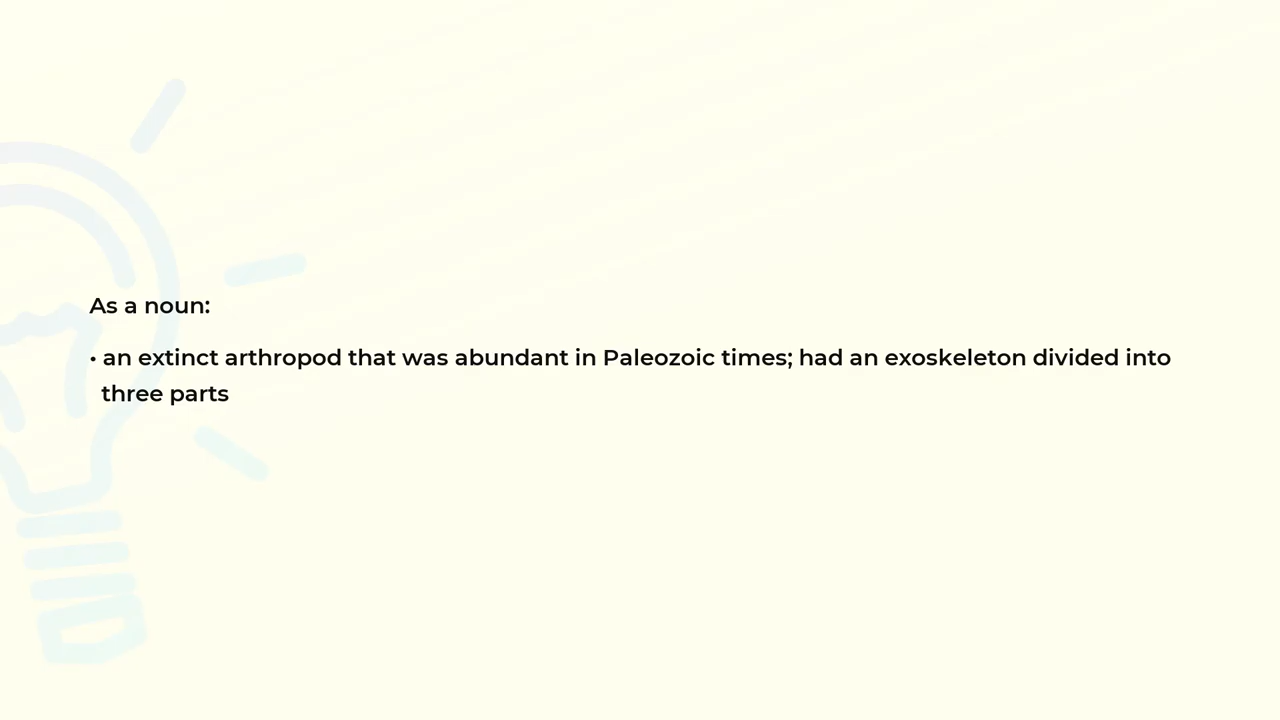 As a noun:
• an extinct arthropod that was abundant in Paleozoic times; had an exoskeleton divided into
three parts